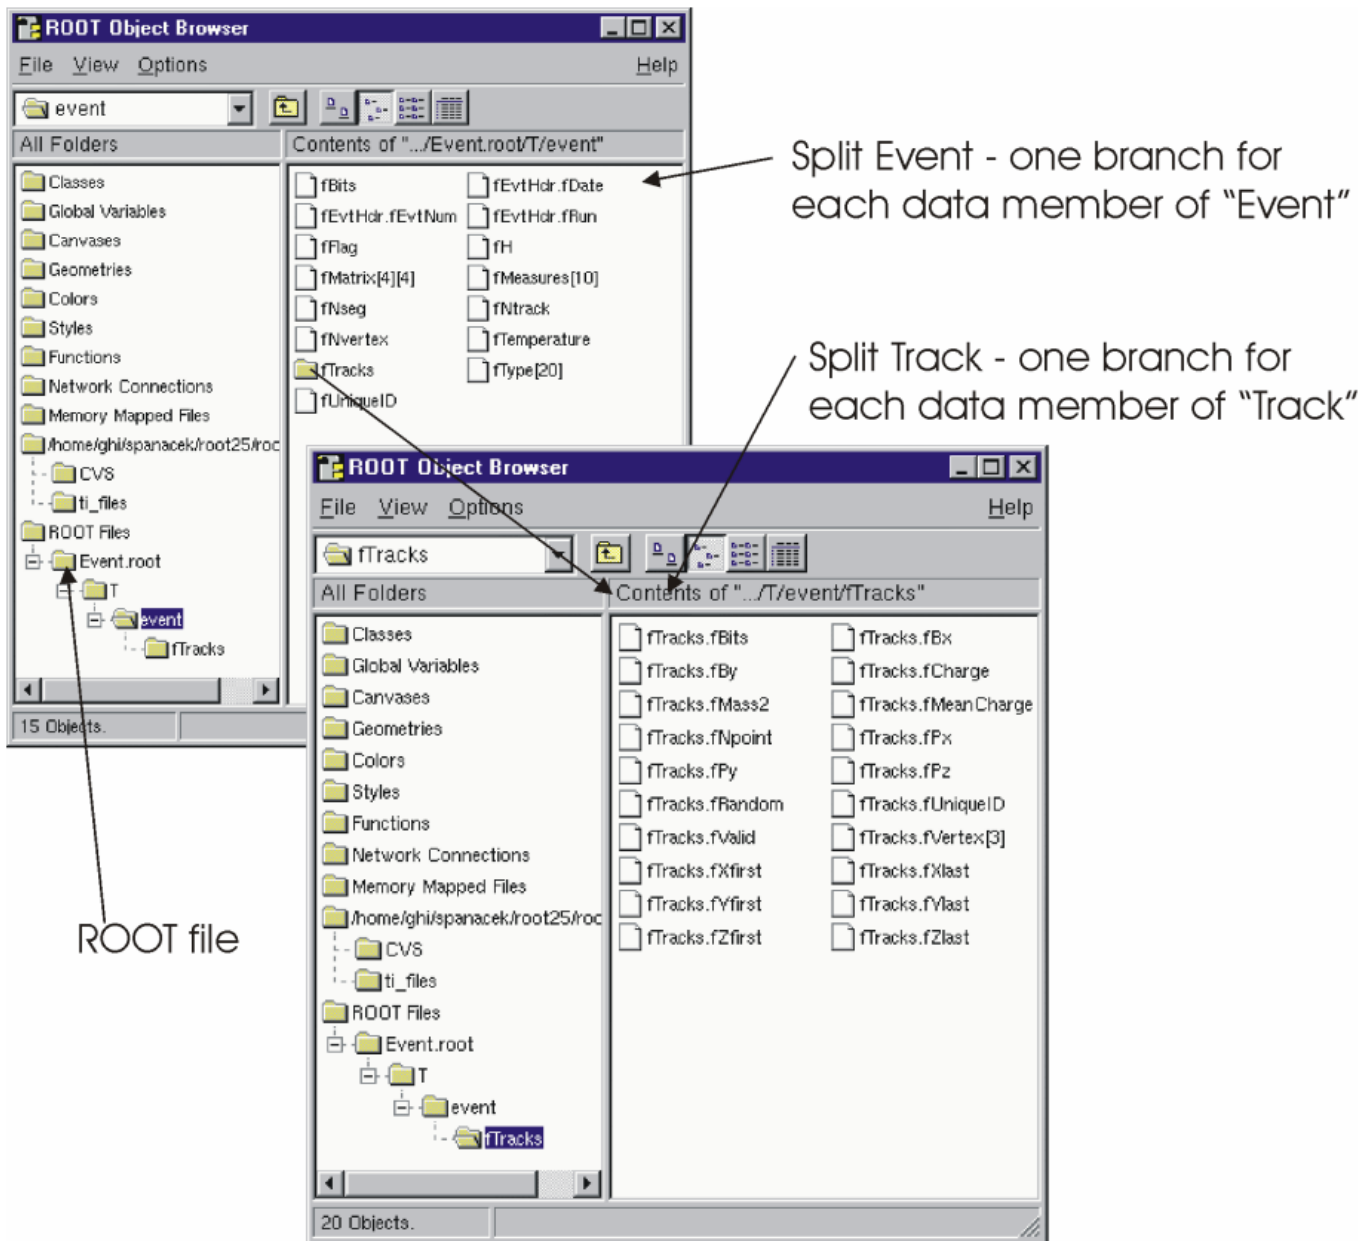 ROOT Object Browser
File View Options Help
event
All Folders
Contents of ".../Event.root/T/event"
Classes
Global Variables
Canvases
Geometries
Colors
Styles
Functions
Network Connections
Memory Mapped Files
/home/ghi/spanacek/root25/roo
CVS
ti_files
ROOT Files
Event.root
T
event
fTracks
15 Objects.
fBits fEvtHdr.fDate
fEvtHdr.fEvtNum fEvtHdr.fRun
fFlag fH
fMatrix[4][4] fMeasures[10]
fNseg fNtrack
fNvertex fTemperature
fTracks fType[20]
fUniqueID
Split Event - one branch for
each data member of "Event"
Split Track - one branch for
each data member of "Track"
ROOT file
ROOT Object Browser
File View Options Help
fTracks
All Folders
Contents of ".../T/event/fTracks"
Classes
Global Variables
Canvases
Geometries
Colors
Styles
Functions
Network Connections
Memory Mapped Files
/home/ghi/spanacek/root25/roc
CVS
ti_files
ROOT Files
Event.root
T
event
fTracks
20 Objects.
fTracks.fBits fTracks.fBx
fTracks.fBy fTracks.fCharge
fTracks.fMass2 fTracks.fMeanCharge
fTracks.fNpoint fTracks.fPx
fTracks.fPy fTracks.fPz
fTracks.fRandom fTracks.fUniqueID
fTracks.fValid fTracks.fVertex[3]
fTracks.fXfirst fTracks.fXlast
fTracks.fYfirst fTracks.fYlast
fTracks.fZfirst fTracks.fZlast